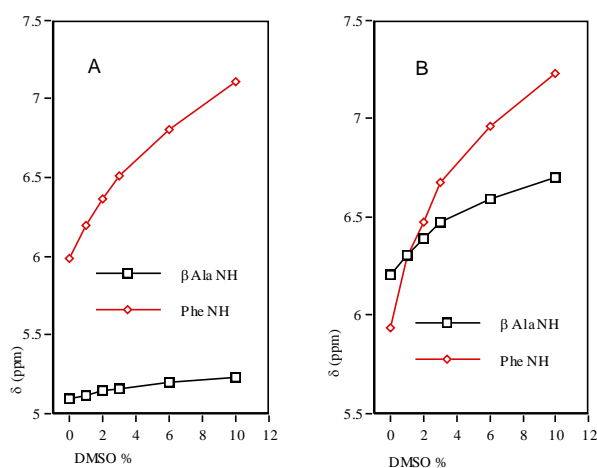 A
7.5
7
6.5
6
5.5
5
δ (ppm)
0 2 4 6 8 10 12
DMSO %
β Ala NH
Phe NH
B
7.5
7
6.5
6
5.5
δ (ppm)
0 2 4 6 8 10 12
DMSO %
β Ala NH
Phe NH